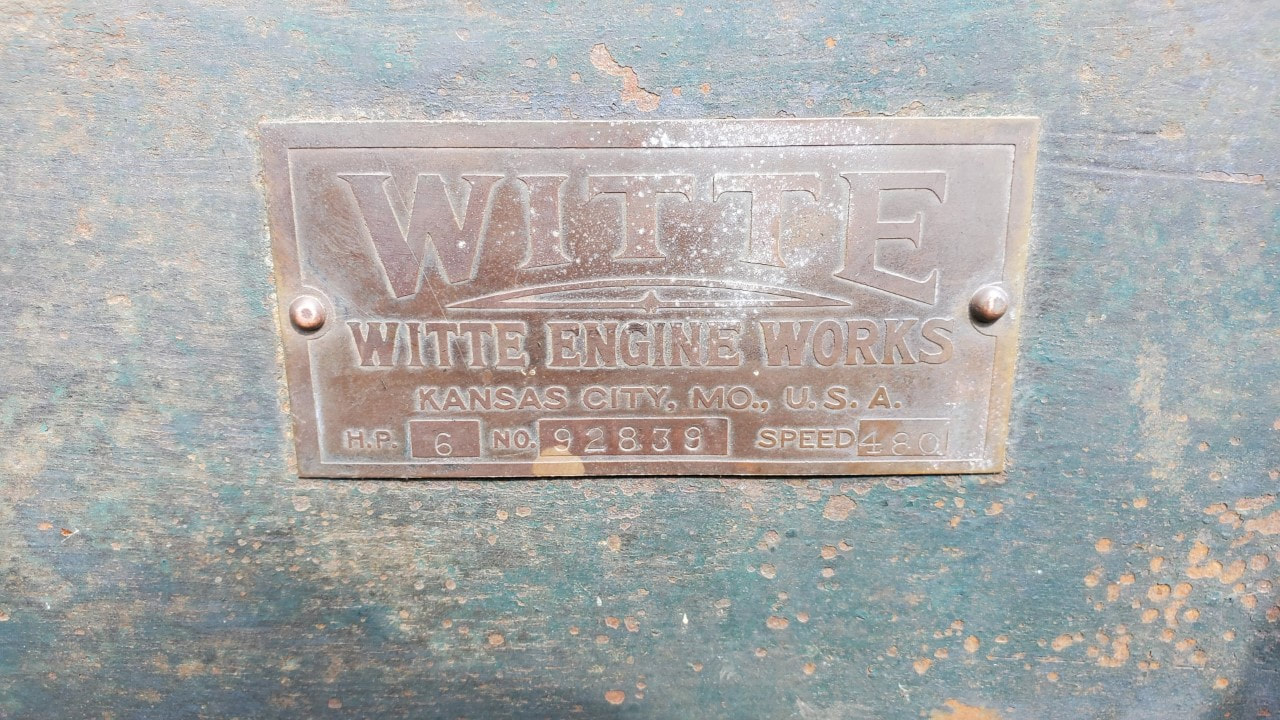 WITTE
WITTE ENGINE WORKS
KANSAS CITY, MO., U.S.A.
H.P. 6 NO. 92839 SPEED 480